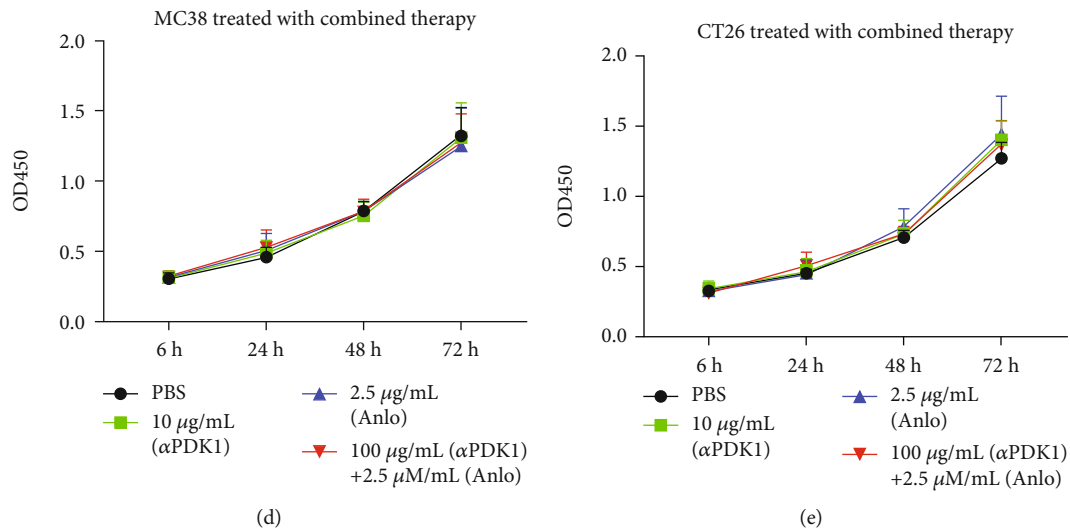 MC38 treated with combined therapy
2.0
1.5
1.0
0.5
0.0
OD450
6 h
24 h
48 h
72 h
PBS
10 μg/mL
(αPDK1)
2.5 μg/mL
(Anlo)
100 μg/mL (αPDK1)
+2.5 μM/mL (Anlo)
(d)
CT26 treated with combined therapy
2.0
1.5
1.0
0.5
0.0
OD450
6 h
24 h
48 h
72 h
PBS
10 μg/mL
(αPDK1)
2.5 μg/mL
(Anlo)
100 μg/mL (αPDK1)
+2.5 μM/mL (Anlo)
(e)